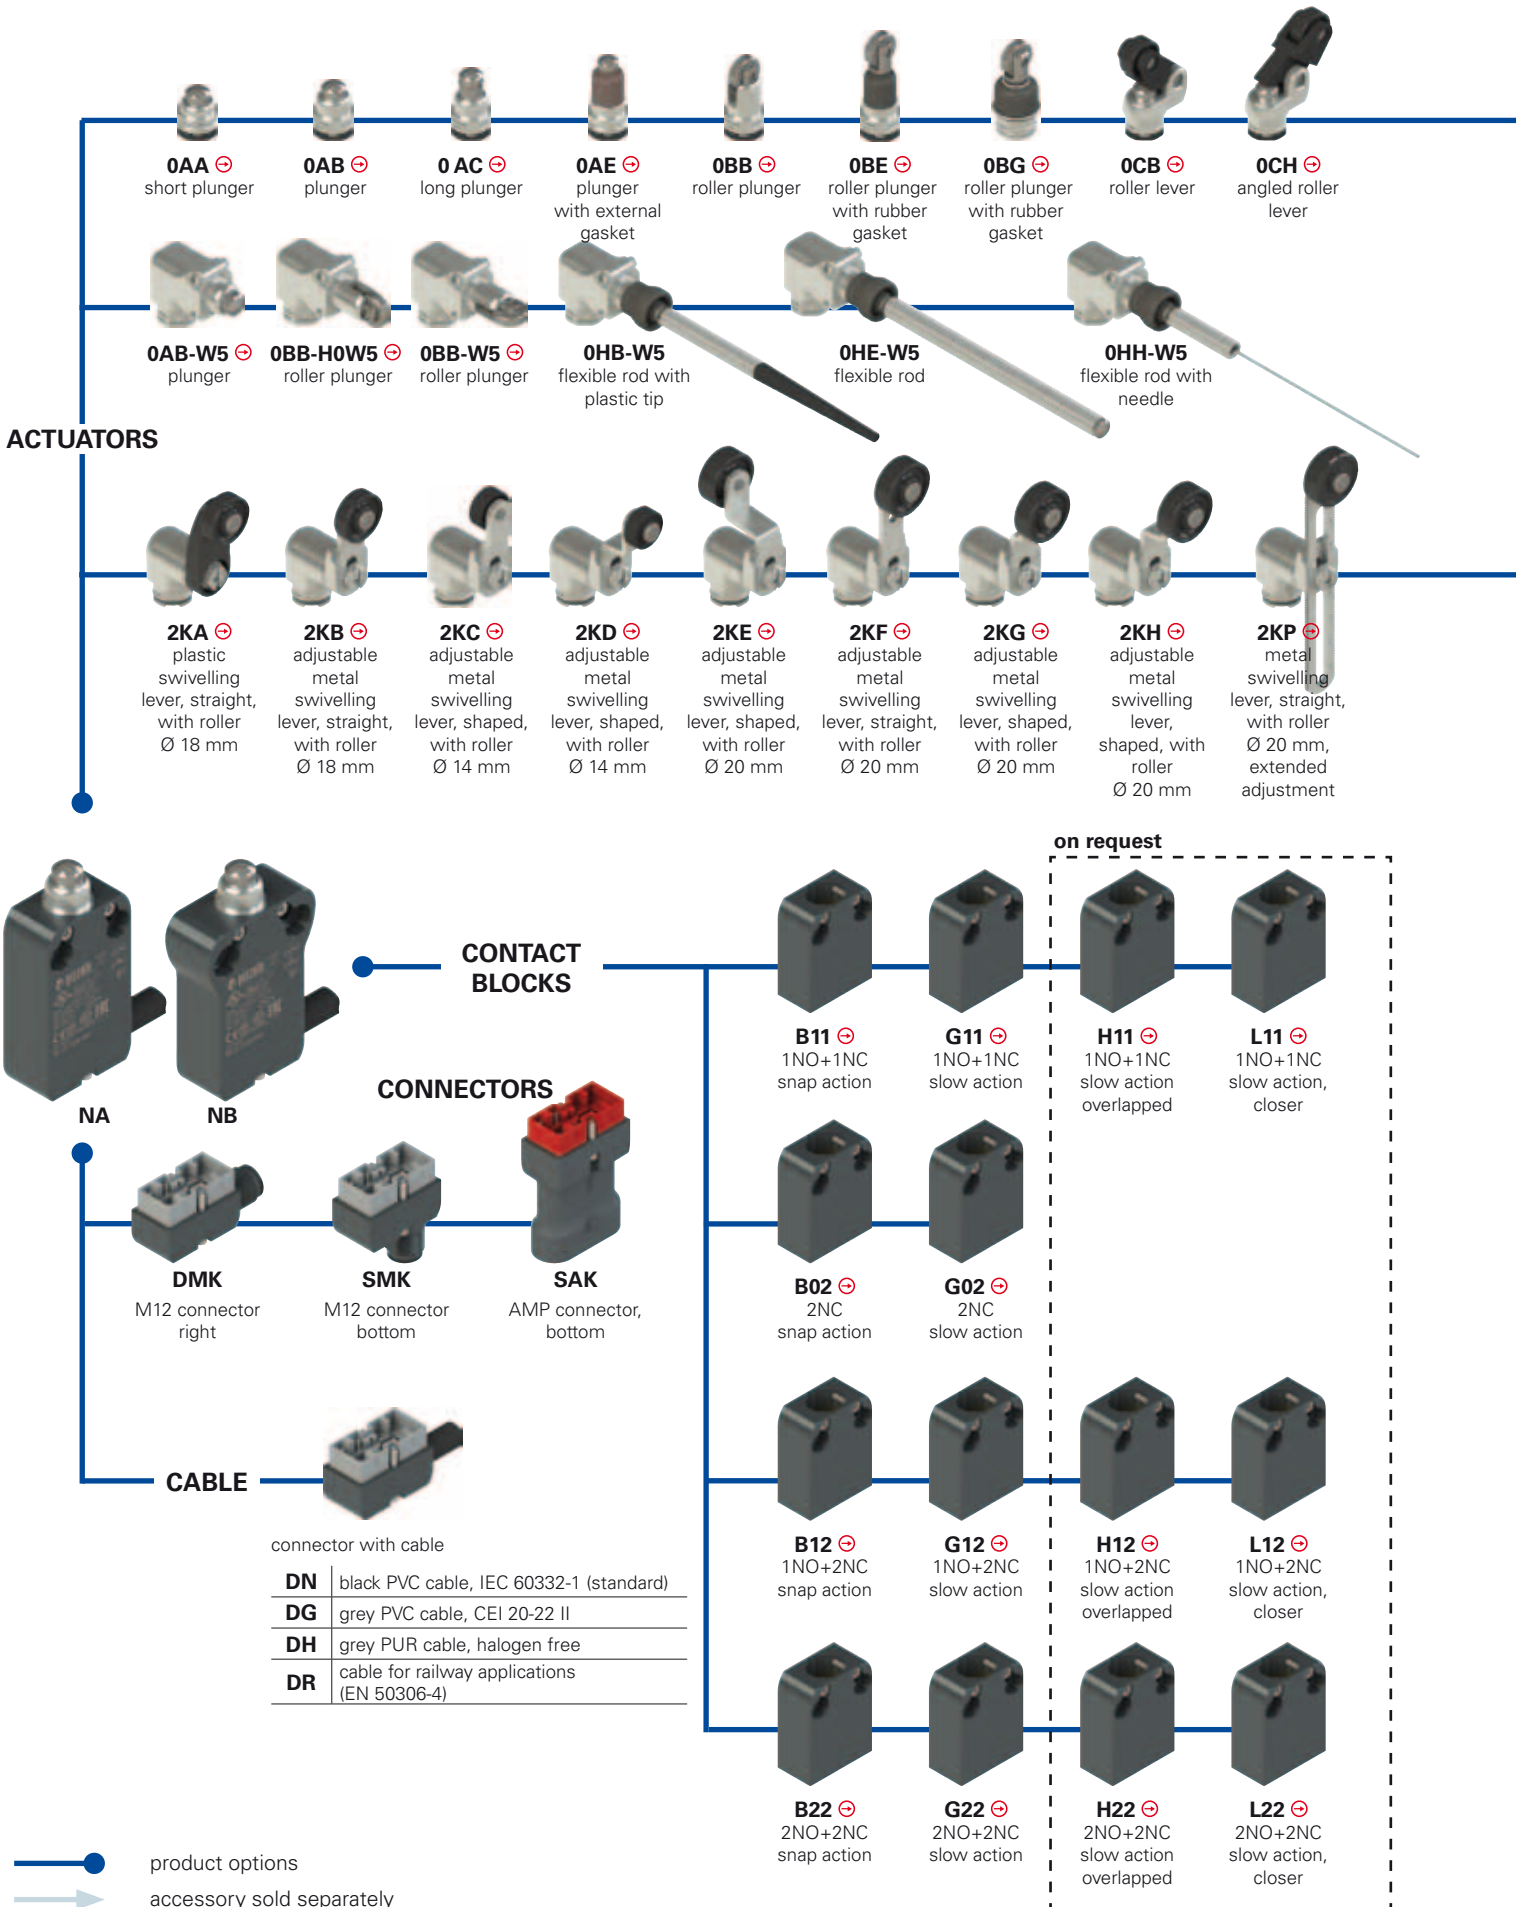 0AA
short plunger
0AB
plunger
0 AC
long plunger
0AE
plunger
with external
gasket
0BB
roller plunger
0BE
roller plunger
with rubber
gasket
0BG
roller plunger
with rubber
gasket
0CB
roller lever
0CH
angled roller
lever
0AB-W5
plunger
0BB-H0W5
roller plunger
0BB-W5
roller plunger
0HB-W5
flexible rod with
plastic tip
0HE-W5
flexible rod
0HH-W5
flexible rod with
needle
ACTUATORS
2KA
plastic
swivelling
lever, straight,
with roller
Ø 18 mm
2KB
adjustable
metal
swivelling
lever, straight,
with roller
Ø 18 mm
2KC
adjustable
metal
swivelling
lever, shaped,
with roller
Ø 14 mm
2KD
adjustable
metal
swivelling
lever, shaped,
with roller
Ø 14 mm
2KE
adjustable
metal
swivelling
lever, shaped,
with roller
Ø 20 mm
2KF
adjustable
metal
swivelling
lever, straight,
with roller
Ø 20 mm
2KG
adjustable
metal
swivelling
lever, shaped,
with roller
Ø 20 mm
2KH
adjustable
metal
swivelling
lever,
shaped, with
roller
Ø 20 mm
2KP
metal
swivelling
lever, straight,
with roller
Ø 20 mm,
extended
adjustment
on request
CONTACT
BLOCKS
NA
NB
B11
1NO+1NC
snap action
G11
1NO+1NC
slow action
H11
1NO+1NC
slow action
overlapped
L11
1NO+1NC
slow action,
closer
CONNECTORS
DMK
M12 connector
right
SMK
M12 connector
bottom
SAK
AMP connector,
bottom
B02
2NC
snap action
G02
2NC
slow action
CABLE
connector with cable
DN black PVC cable, IEC 60332-1 (standard)
DG grey PVC cable, CEI 20-22 II
DH grey PUR cable, halogen free
DR cable for railway applications
(EN 50306-4)
B12
1NO+2NC
snap action
G12
1NO+2NC
slow action
H12
1NO+2NC
slow action
overlapped
L12
1NO+2NC
slow action,
closer
B22
2NO+2NC
snap action
G22
2NO+2NC
slow action
H22
2NO+2NC
slow action
overlapped
L22
2NO+2NC
slow action,
closer
product options
accessory sold separately